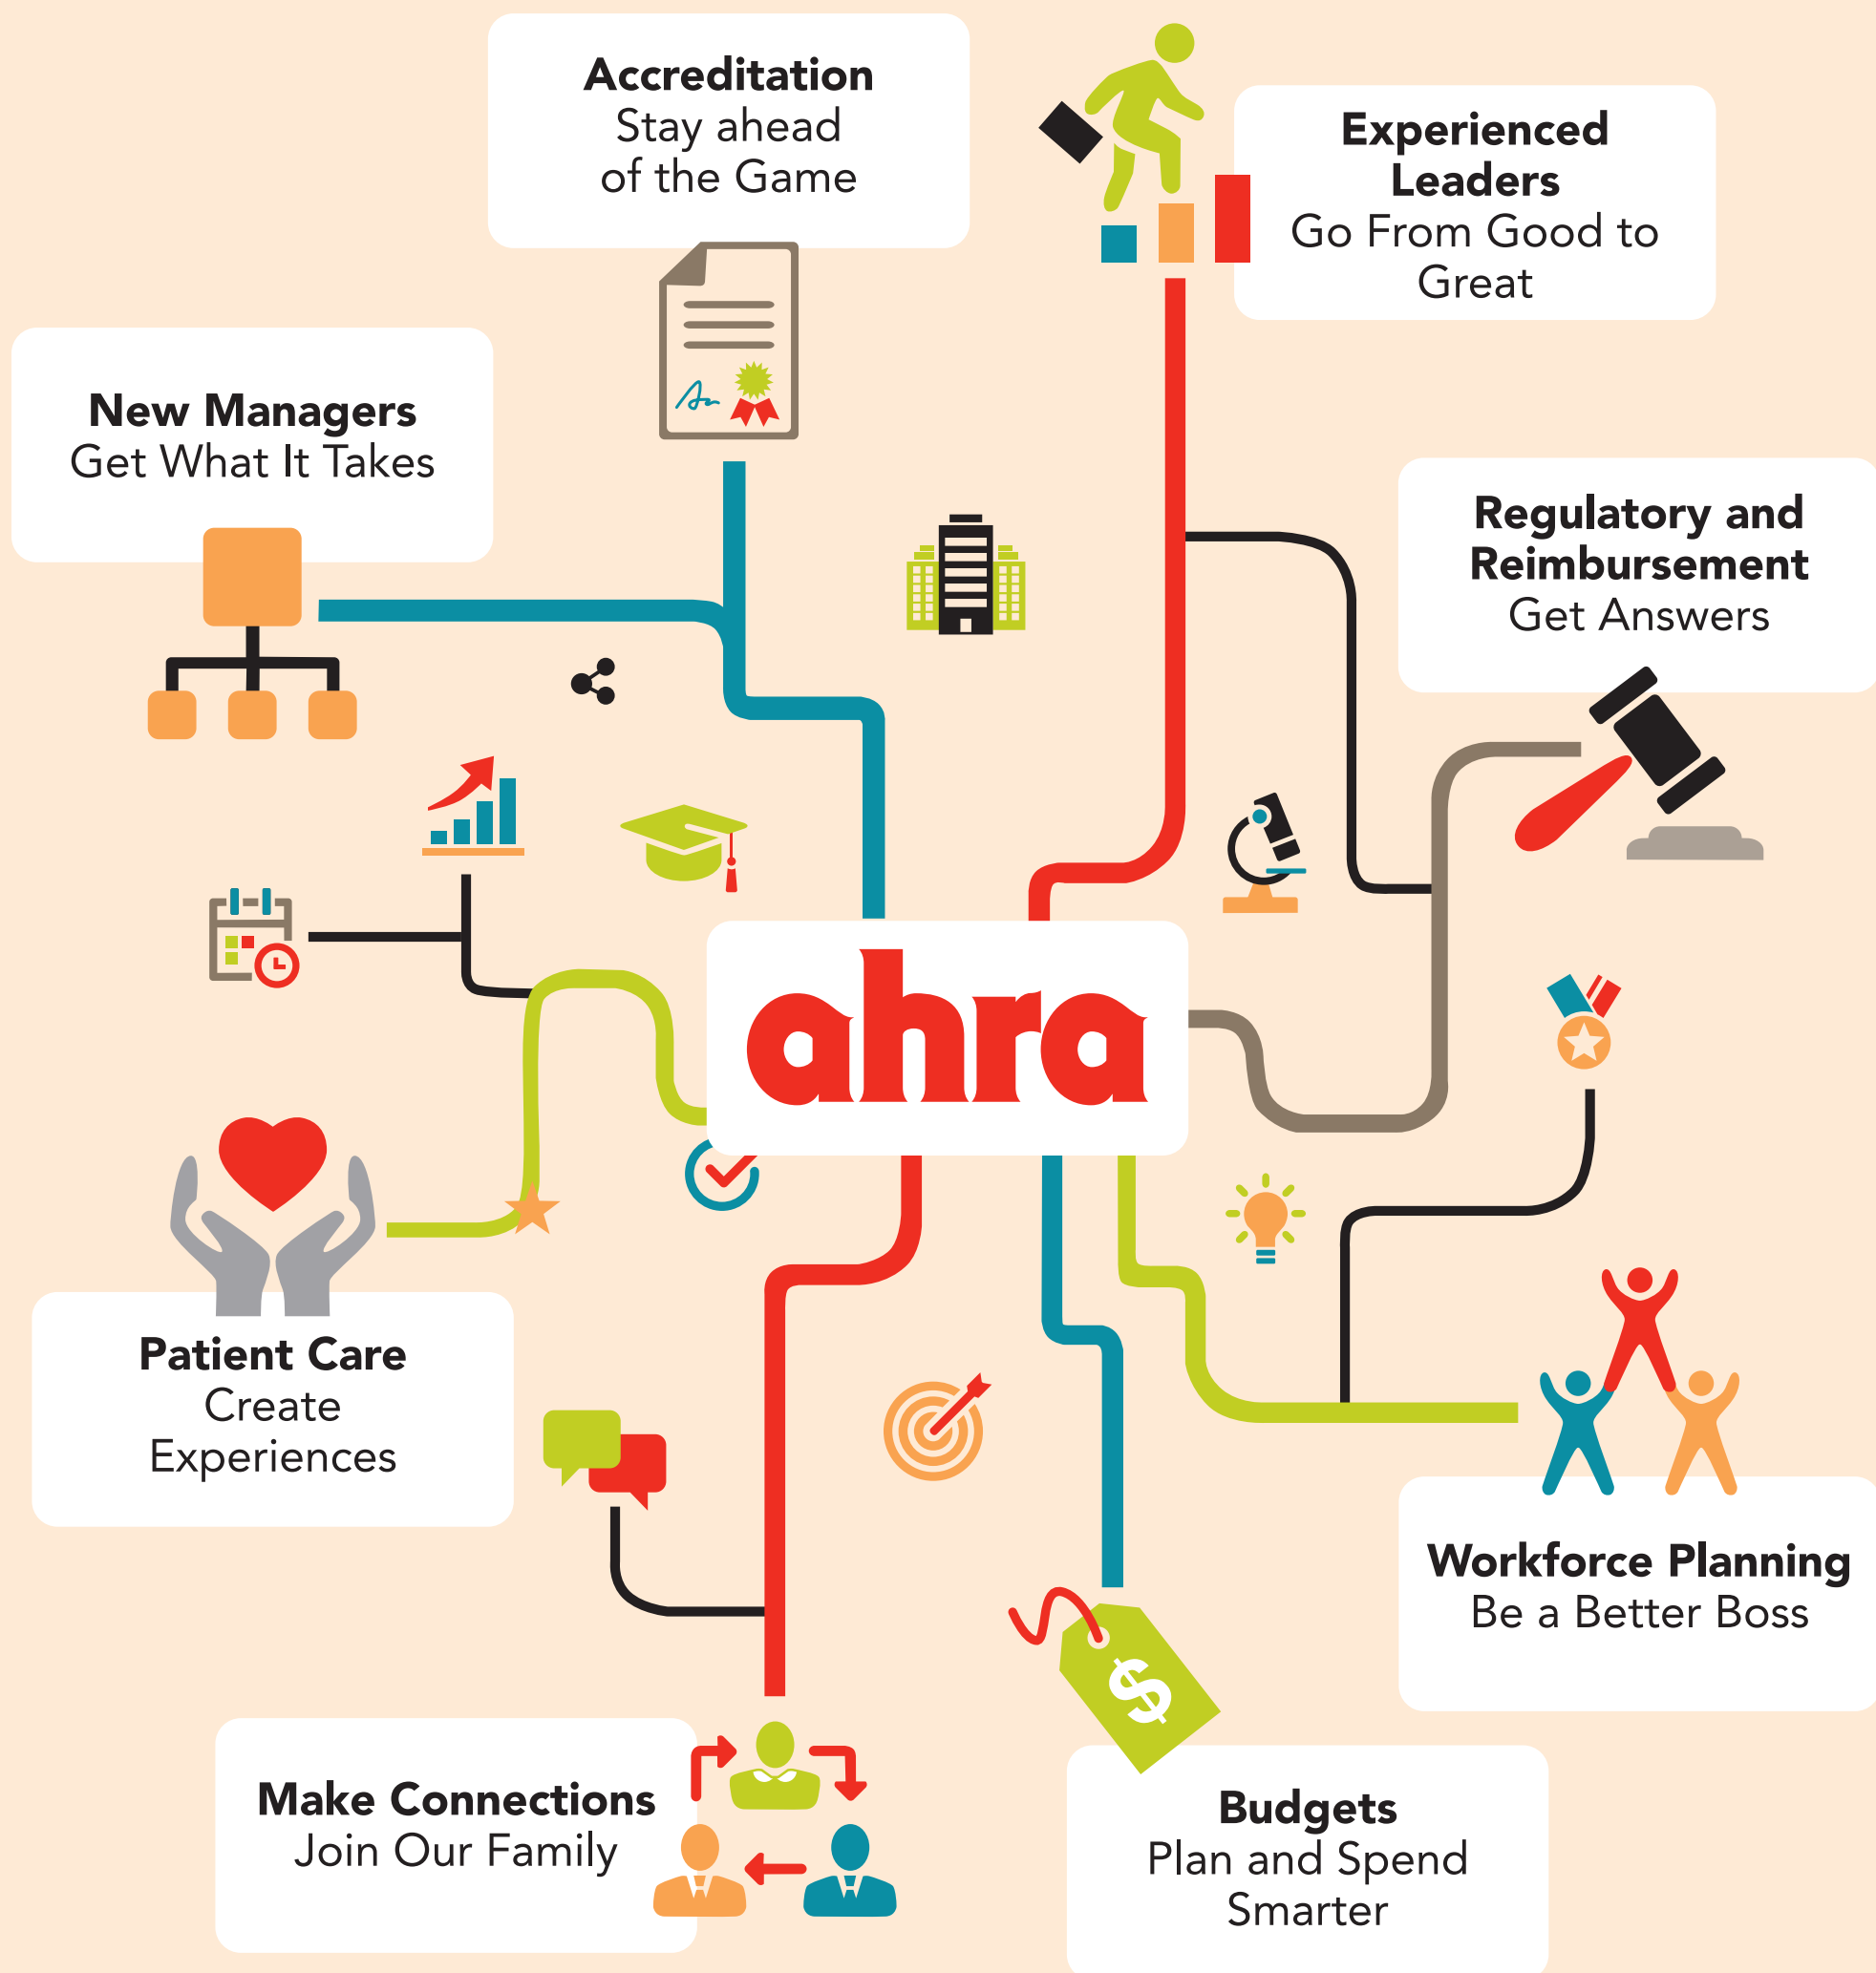 Accreditation
Stay ahead
of the Game
Experienced
Leaders
Go From Good to
Great
New Managers
Get What It Takes
Regulatory and
Reimbursement
Get Answers
ahra
Patient Care
Create
Experiences
Workforce Planning
Be a Better Boss
$
Make Connections
Join Our Family
Budgets
Plan and Spend
Smarter